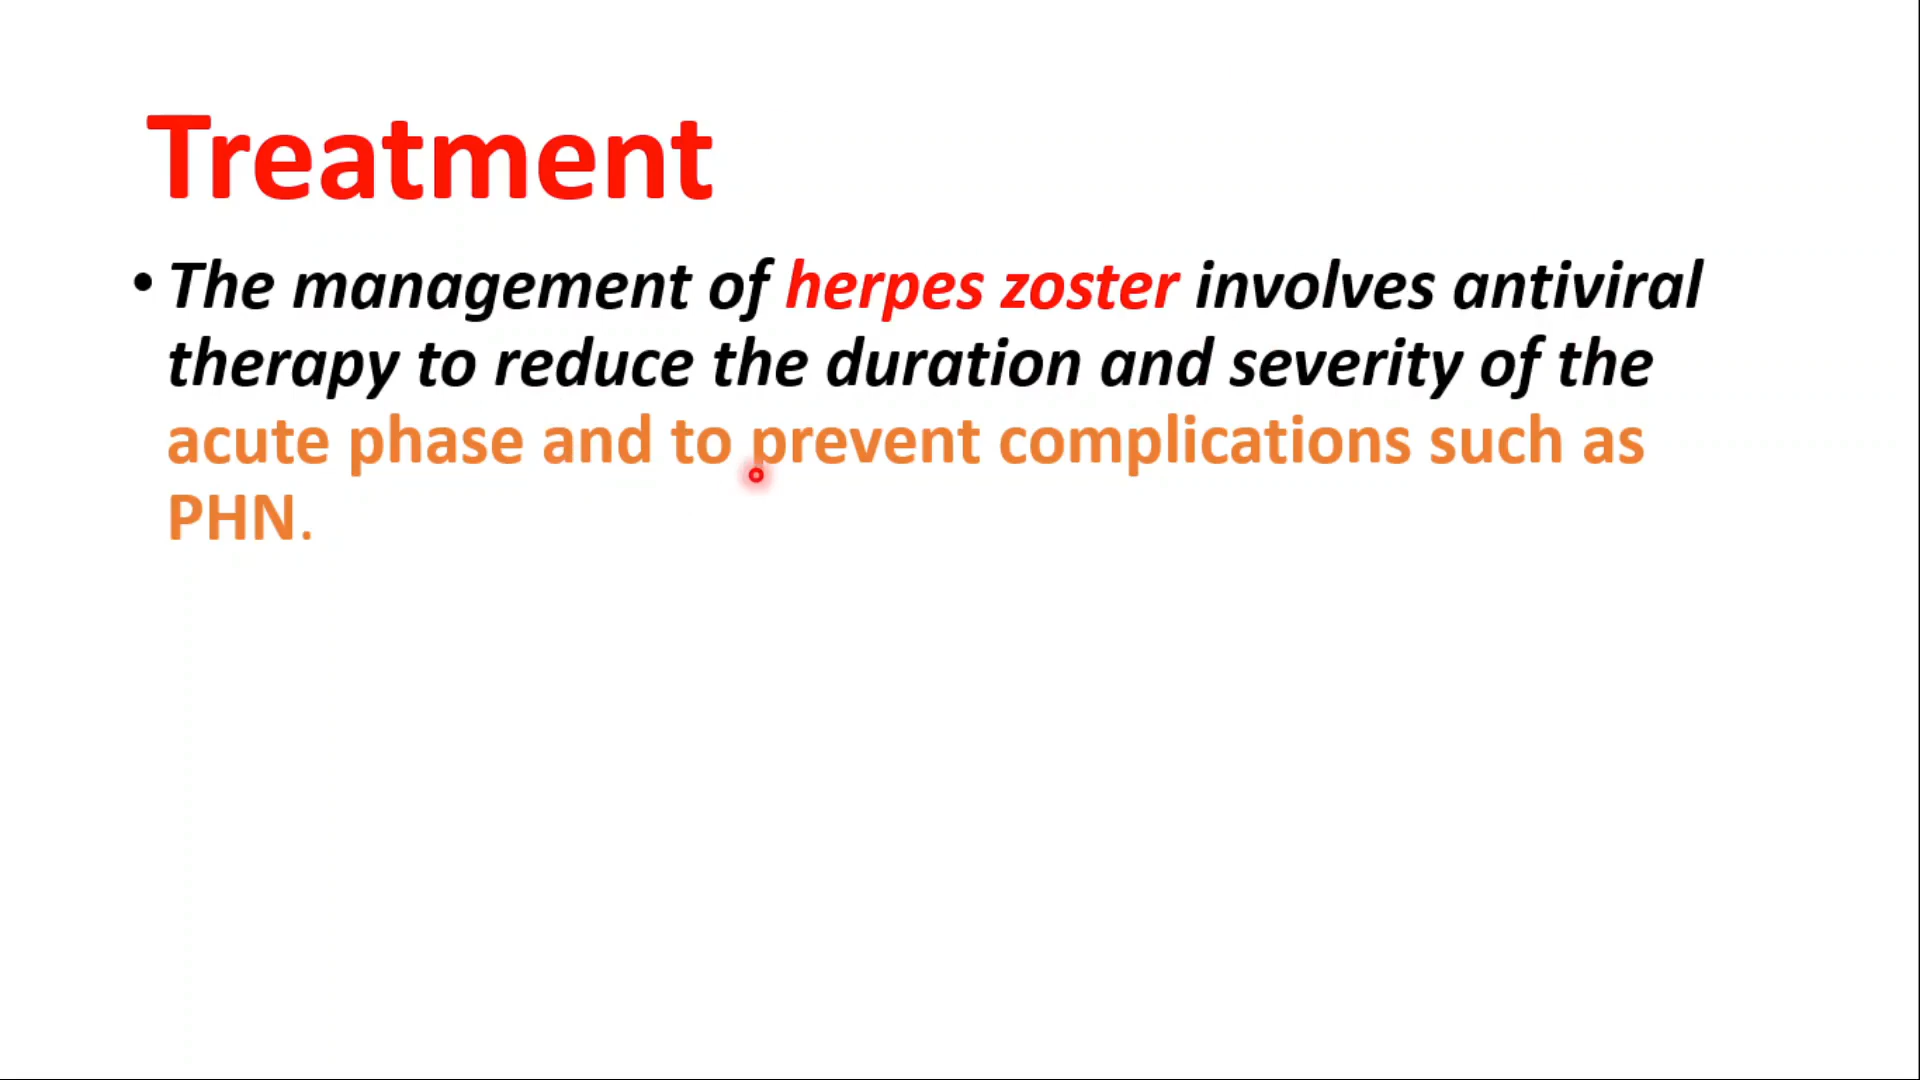 Treatment
• The management of herpes zoster involves antiviral
therapy to reduce the duration and severity of the
acute phase and to prevent complications such as
PHN.